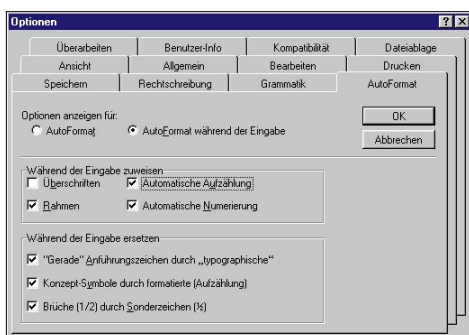 Optionen
Überarbeiten Benutzer-Info Kompatibilität Dateiablage
Ansicht Allgemein Bearbeiten Drucken
Speichern Rechtschreibung Grammatik AutoFormat
Optionen anzeigen für:
AutoFormat AutoFormat während der Eingabe
OK
Abbrechen
Während der Eingabe zuweisen
Überschriften Automatische Aufzählung
Rahmen Automatische Numerierung
Während der Eingabe ersetzen
"Gerade" Anführungszeichen durch „typographische“
Konzept-Symbole durch formatierte (Aufzählung)
Brüche (1/2) durch Sonderzeichen (½)